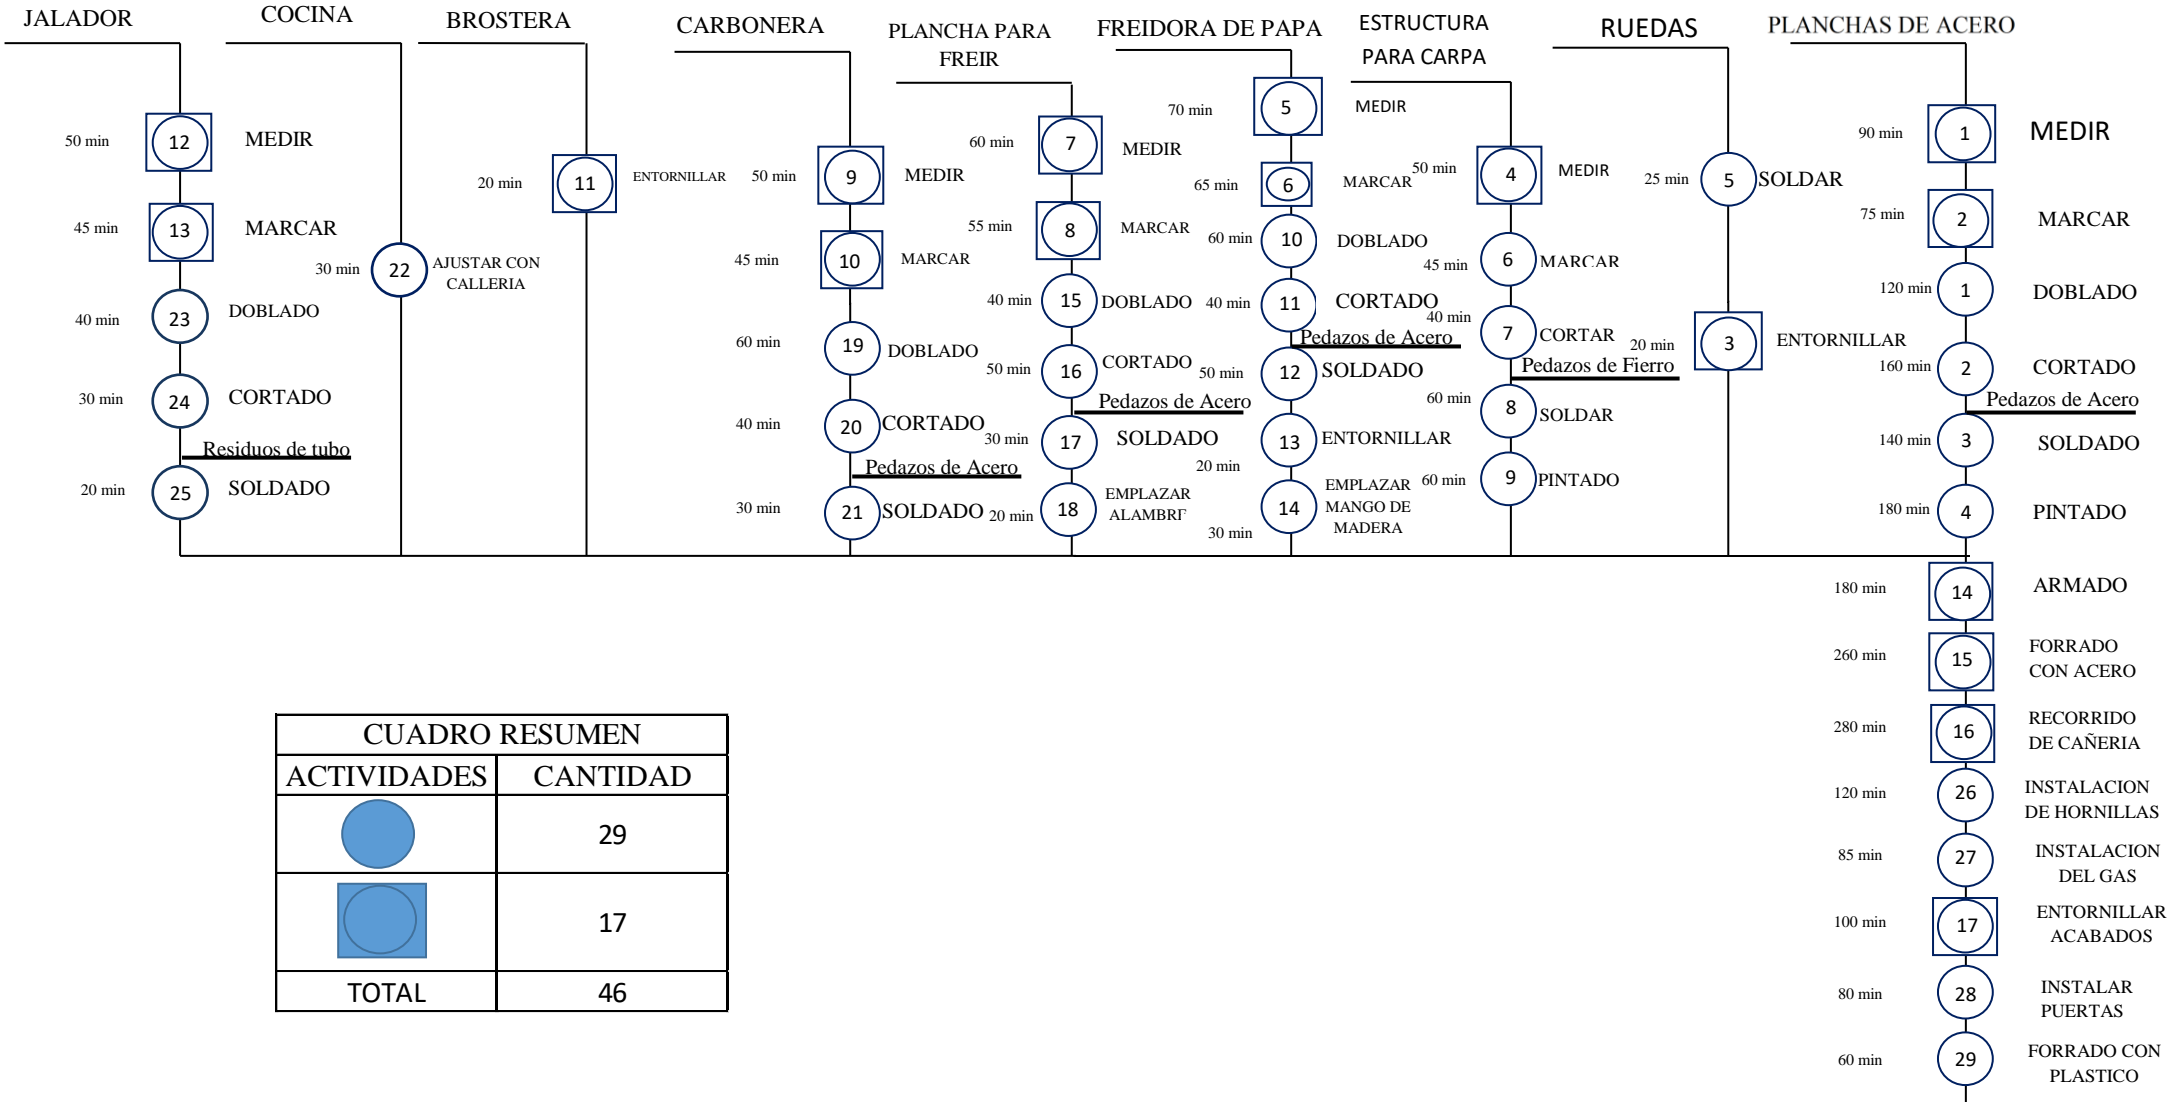 JALADOR
50 min
12
MEDIR
45 min
13
MARCAR
40 min
23
DOBLADO
30 min
24
CORTADO
Residuos de tubo
20 min
25
SOLDADO
COCINA
30 min
22
AJUSTAR CON
CALLERIA
BROSTERA
20 min
11
ENTORNILLAR
CARBONERA
50 min
9
MEDIR
45 min
10
MARCAR
60 min
19
DOBLADO
40 min
20
CORTADO
Pedazos de Acero
30 min
21
SOLDADO
PLANCHA PARA
FREIR
60 min
7
MEDIR
55 min
8
MARCAR
40 min
15
DOBLADO
50 min
16
CORTADO
Pedazos de Acero
30 min
17
SOLDADO
20 min
18
EMPLAZAR
ALAMBRE
FREIDORA DE PAPA
70 min
5
MEDIR
65 min
6
MARCAR
60 min
10
DOBLADO
40 min
11
CORTADO
Pedazos de Acero
50 min
12
SOLDADO
20 min
13
ENTORNILLAR
30 min
14
EMPLAZAR
MANGO DE
MADERA
ESTRUCTURA
PARA CARPA
50 min
4
MEDIR
45 min
6
MARCAR
40 min
7
CORTAR
Pedazos de Fierro
60 min
8
SOLDAR
60 min
9
PINTADO
RUEDAS
25 min
5
SOLDAR
20 min
3
ENTORNILLAR
PLANCHAS DE ACERO
90 min
1
MEDIR
75 min
2
MARCAR
120 min
1
DOBLADO
160 min
2
CORTADO
Pedazos de Acero
140 min
3
SOLDADO
180 min
4
PINTADO
180 min
14
ARMADO
260 min
15
FORRADO
CON ACERO
280 min
16
RECORRIDO
DE CAÑERIA
120 min
26
INSTALACION
DE HORNILLAS
85 min
27
INSTALACION
DEL GAS
100 min
17
ENTORNILLAR
ACABADOS
80 min
28
INSTALAR
PUERTAS
60 min
29
FORRADO CON
PLASTICO
CUADRO RESUMEN
ACTIVIDADES CANTIDAD
29
17
TOTAL 46